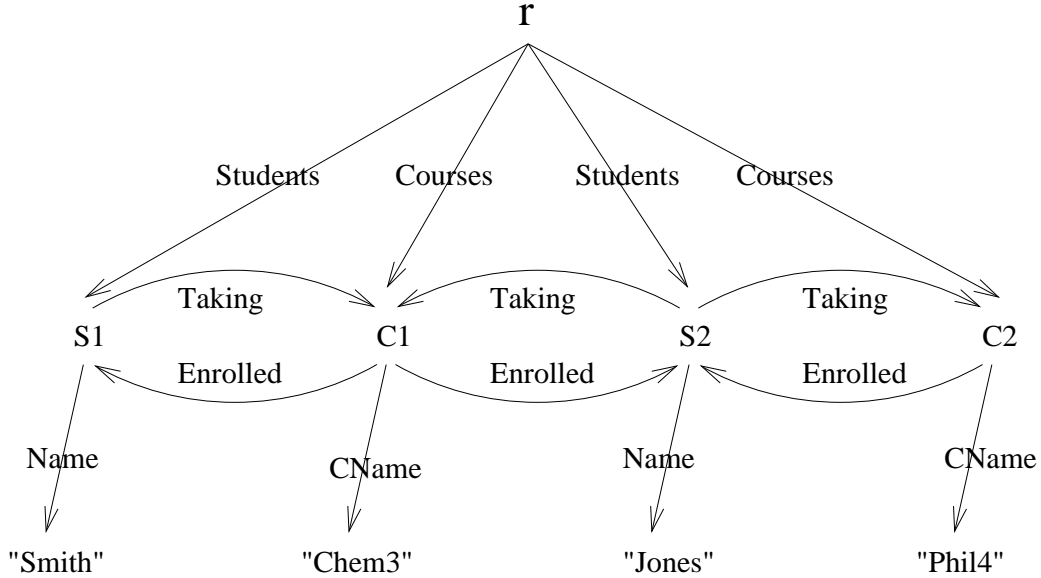 r
Students Courses Students Courses
Taking Taking Taking
S1 C1 S2 C2
Enrolled Enrolled Enrolled
Name CName Name CName
"Smith" "Chem3" "Jones" "Phil4"